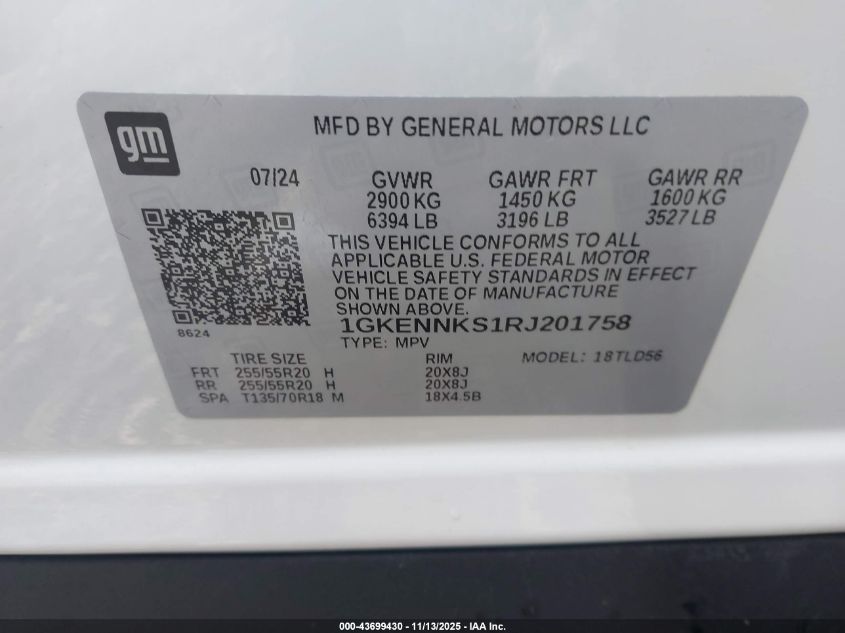 gm
MFD BY GENERAL MOTORS LLC
07/24
GVWR GAWR FRT GAWR RR
2900 KG 1450 KG 1600 KG
6394 LB 3196 LB 3527 LB
THIS VEHICLE CONFORMS TO ALL
APPLICABLE U.S. FEDERAL MOTOR
VEHICLE SAFETY STANDARDS IN EFFECT
ON THE DATE OF MANUFACTURE
SHOWN ABOVE.
8624
1GKENNKS1RJ201758
TYPE: MPV MODEL: 18TLD56
TIRE SIZE RIM
FRT 255/55R20 H 20X8J
RR 255/55R20 H 20X8J
SPA T135/70R18 M 18X4.5B
000-43699430 - 11/13/2025 - IAA Inc.